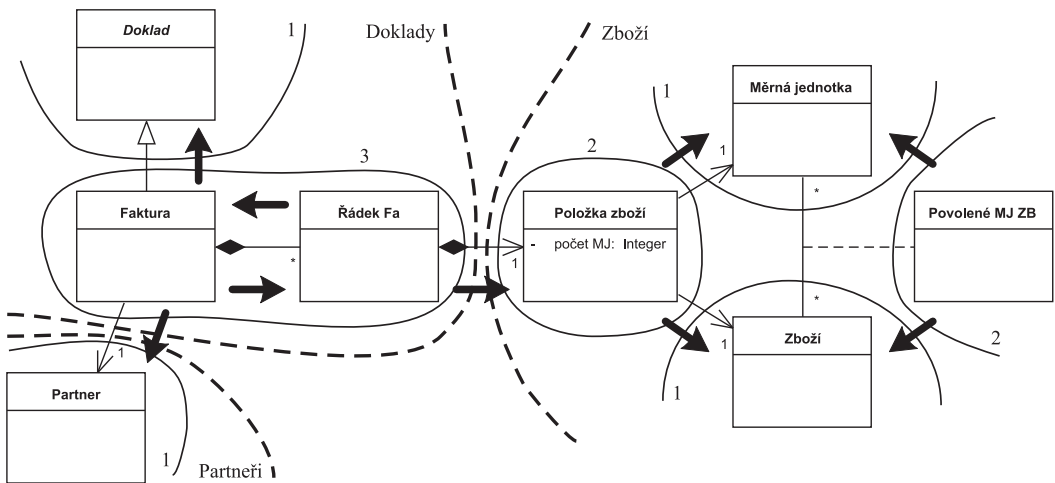 Doklad
1
Doklady
Zboží
1
Měrná jednotka
3
2
1
Faktura
Řádek Fa
Položka zboží
*
Povolené MJ ZB
- počet MJ: Integer
*
1
*
1
1
Zboží
2
Partner
1
1
Partneři